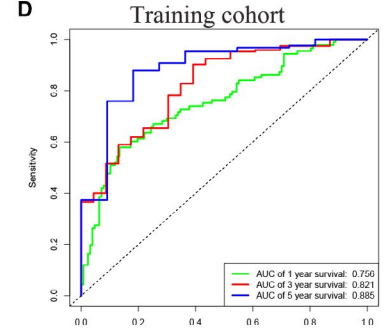 D
Training cohort
1.0
0.8
0.6
0.4
0.2
0.0
Sensitivity
AUC of 1 year survival: 0.756
AUC of 3 year survival: 0.821
AUC of 5 year survival: 0.885
0.0 0.2 0.4 0.6 0.8 1.0